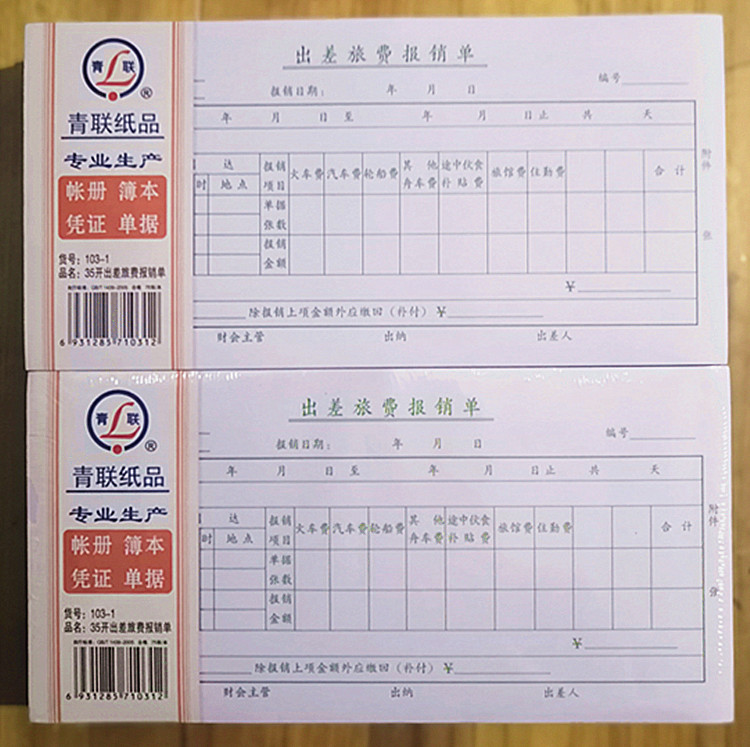 青联
®
青联纸品
专业生产
帐册 簿本
凭证 单据
货号：103-1
品名：35开出差旅费报销单
6 931285 710312
出差旅费报销单
报销日期： 年 月 日
编号
年 月 日 至 年 月 日止 共 天
达
报销项目 火车费 汽车费 轮船费 其他舟车费 途中伙食补贴费 旅馆费 住勤费 合计
时 地点
单据张数
报销金额
附件 张
¥
除报销上项金额外应缴回（补付） ¥
财会主管 出纳 出差人
青联
®
青联纸品
专业生产
帐册 簿本
凭证 单据
货号：103-1
品名：35开出差旅费报销单
6 931285 710312
出差旅费报销单
报销日期： 年 月 日
编号
年 月 日 至 年 月 日止 共 天
达
报销项目 火车费 汽车费 轮船费 其他舟车费 途中伙食补贴费 旅馆费 住勤费 合计
时 地点
单据张数
报销金额
附件 张
¥
除报销上项金额外应缴回（补付） ¥
财会主管 出纳 出差人